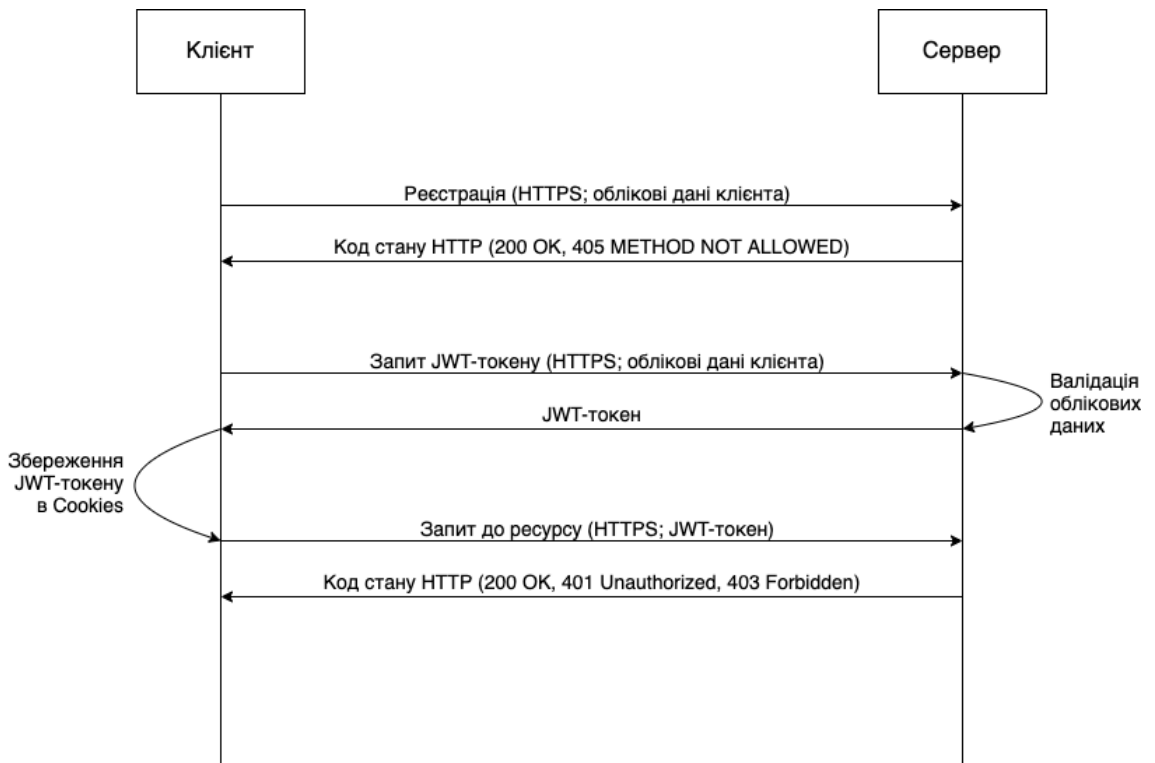 Клієнт
Сервер
Реєстрація (HTTPS; облікові дані клієнта)
Код стану HTTP (200 OK, 405 METHOD NOT ALLOWED)
Запит JWT-токену (HTTPS; облікові дані клієнта)
Валідація
облікових
даних
JWT-токен
Збереження
JWT-токену
в Cookies
Запит до ресурсу (HTTPS; JWT-токен)
Код стану HTTP (200 OK, 401 Unauthorized, 403 Forbidden)